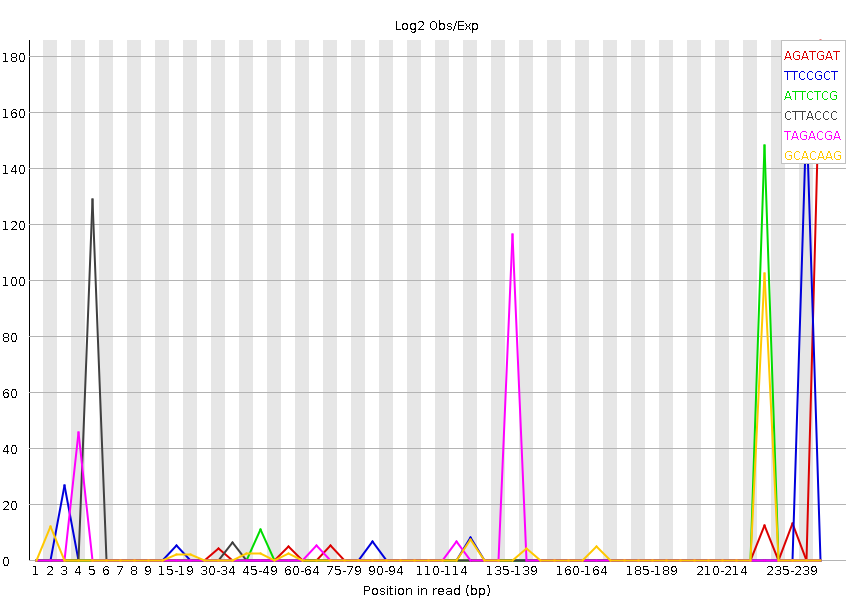 Log2 Obs/Exp
180
160
140
120
100
80
60
40
20
0
AGATGAT
TTCCGCT
ATTCTCG
CTTACCC
TAGACGA
GCACAAG
1 2 3 4 5 6 7 8 9 15-19 30-34 45-49 60-64 75-79 90-94 110-114 135-139 160-164 185-189 210-214 235-239
Position in read (bp)